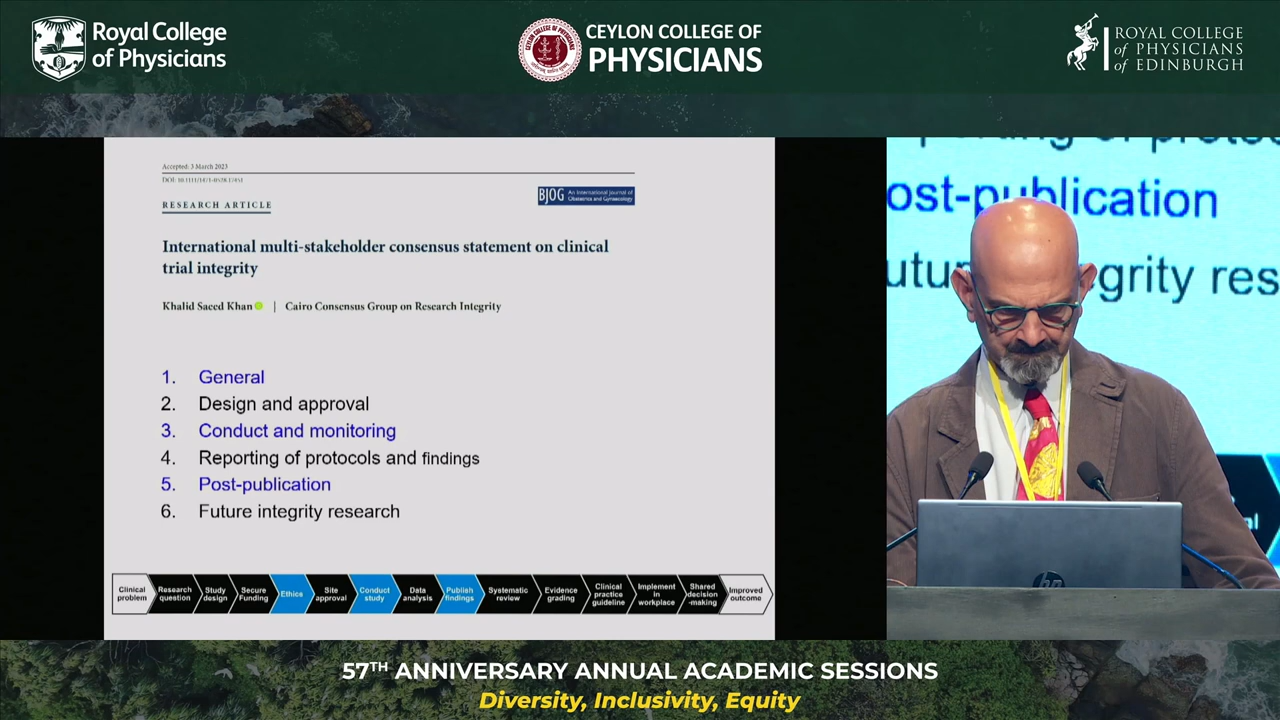 Royal College
of Physicians
CEYLON COLLEGE OF
PHYSICIANS
ROYAL COLLEGE
of PHYSICIANS
of EDINBURGH
Accepted: 3 March 2023
RESEARCH ARTICLE
BJOG An International Journal of
Obstetrics and Gynaecology
International multi-stakeholder consensus statement on clinical
trial integrity
Khalid Saeed Khan | Cairo Consensus Group on Research Integrity
1. General
2. Design and approval
3. Conduct and monitoring
4. Reporting of protocols and findings
5. Post-publication
6. Future integrity research
Clinical
problem
Research
question
Study
design
Secure
Funding
Ethics
Site
approval
Conduct
study
Data
analysis
Publish
findings
Systematic
review
Evidence
grading
Clinical
practice
guideline
Implement
in
workplace
Shared
decision
-making
Improved
outcome
ost-publication
grity res
hp
57TH ANNIVERSARY ANNUAL ACADEMIC SESSIONS
Diversity, Inclusivity, Equity